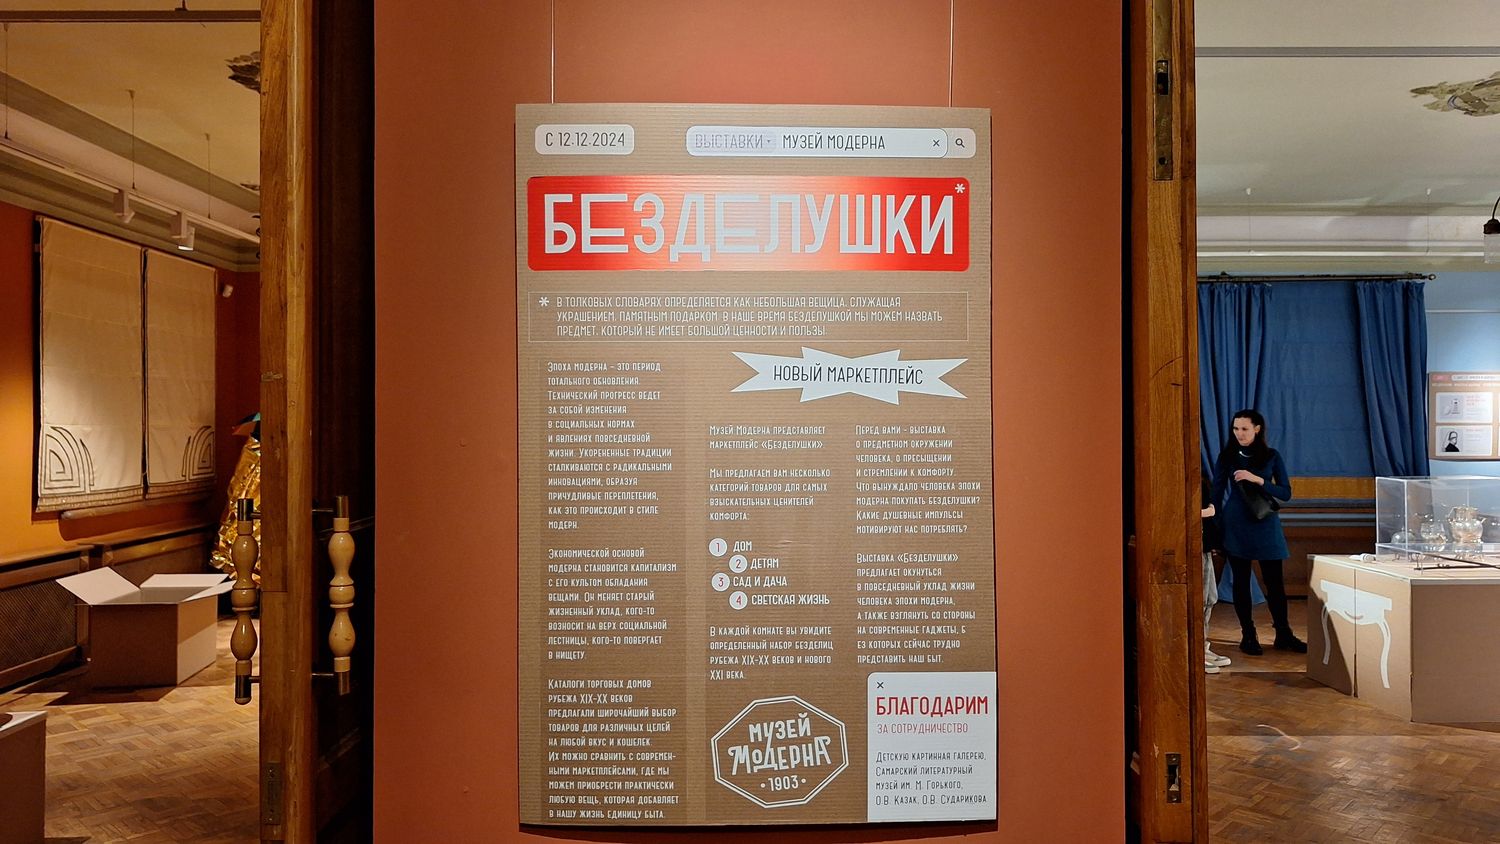 С 12.12.2024
ВЫСТАВКИ МУЗЕЙ МОДЕРНА ×
БЕЗДЕЛУШКИ*
* В ТОЛКОВЫХ СЛОВАРЯХ ОПРЕДЕЛЯЕТСЯ КАК НЕБОЛЬШАЯ ВЕЩИЦА, СЛУЖАЩАЯ
УКРАШЕНИЕМ, ПАМЯТНЫМ ПОДАРКОМ. В НАШЕ ВРЕМЯ БЕЗДЕЛУШКОЙ МЫ МОЖЕМ НАЗВАТЬ
ПРЕДМЕТ, КОТОРЫЙ НЕ ИМЕЕТ БОЛЬШОЙ ЦЕННОСТИ И ПОЛЬЗЫ.
ЭПОХА МОДЕРНА – ЭТО ПЕРИОД
ТОТАЛЬНОГО ОБНОВЛЕНИЯ.
ТЕХНИЧЕСКИЙ ПРОГРЕСС ВЕДЕТ
ЗА СОБОЙ ИЗМЕНЕНИЯ
В СОЦИАЛЬНЫХ НОРМАХ
И ЯВЛЕНИЯХ ПОВСЕДНЕВНОЙ
ЖИЗНИ. УКОРЕНЕННЫЕ ТРАДИЦИИ
СТАЛКИВАЮТСЯ С РАДИКАЛЬНЫМИ
ИННОВАЦИЯМИ, ОБРАЗУЯ
ПРИЧУДЛИВЫЕ ПЕРЕПЛЕТЕНИЯ,
КАК ЭТО ПРОИСХОДИТ В СТИЛЕ
МОДЕРН.
ЭКОНОМИЧЕСКОЙ ОСНОВОЙ
МОДЕРНА СТАНОВИТСЯ КАПИТАЛИЗМ
С ЕГО КУЛЬТОМ ОБЛАДАНИЯ
ВЕЩАМИ. ОН МЕНЯЕТ СТАРЫЙ
ЖИЗНЕННЫЙ УКЛАД, КОГО-ТО
ВОЗНОСИТ НА ВЕРХ СОЦИАЛЬНОЙ
ЛЕСТНИЦЫ, КОГО-ТО ПОВЕРГАЕТ
В НИЩЕТУ.
КАТАЛОГИ ТОРГОВЫХ ДОМОВ
РУБЕЖА XIX-XX ВЕКОВ
ПРЕДЛАГАЛИ ШИРОЧАЙШИЙ ВЫБОР
ТОВАРОВ ДЛЯ РАЗЛИЧНЫХ ЦЕЛЕЙ
НА ЛЮБОЙ ВКУС И КОШЕЛЕК.
ИХ МОЖНО СРАВНИТЬ С СОВРЕМЕН-
НЫМИ МАРКЕТПЛЕЙСАМИ, ГДЕ МЫ
МОЖЕМ ПРИОБРЕСТИ ПРАКТИЧЕСКИ
ЛЮБУЮ ВЕЩЬ, КОТОРАЯ ДОБАВЛЯЕТ
В НАШУ ЖИЗНЬ ЕДИНИЦУ БЫТА.
НОВЫЙ МАРКЕТПЛЕЙС
МУЗЕЙ МОДЕРНА ПРЕДСТАВЛЯЕТ
МАРКЕТПЛЕЙС «БЕЗДЕЛУШКИ».
МЫ ПРЕДЛАГАЕМ ВАМ НЕСКОЛЬКО
КАТЕГОРИЙ ТОВАРОВ ДЛЯ САМЫХ
ВЗЫСКАТЕЛЬНЫХ ЦЕНИТЕЛЕЙ
КОМФОРТА:
1 ДОМ
2 ДЕТЯМ
3 САД И ДАЧА
4 СВЕТСКАЯ ЖИЗНЬ
В КАЖДОЙ КОМНАТЕ ВЫ УВИДИТЕ
ОПРЕДЕЛЕННЫЙ НАБОР БЕЗДЕЛИЦ
РУБЕЖА XIX-XX ВЕКОВ И НОВОГО
XXI ВЕКА.
МУЗЕЙ
МОДЕРНА
• 1903 •
ПЕРЕД ВАМИ – ВЫСТАВКА
О ПРЕДМЕТНОМ ОКРУЖЕНИИ
ЧЕЛОВЕКА, О ПРЕСЫЩЕНИИ
И СТРЕМЛЕНИИ К КОМФОРТУ.
ЧТО ВЫНУЖДАЛО ЧЕЛОВЕКА ЭПОХИ
МОДЕРНА ПОКУПАТЬ БЕЗДЕЛУШКИ?
КАКИЕ ДУШЕВНЫЕ ИМПУЛЬСЫ
МОТИВИРУЮТ НАС ПОТРЕБЛЯТЬ?
ВЫСТАВКА «БЕЗДЕЛУШКИ»
ПРЕДЛАГАЕТ ОКУНУТЬСЯ
В ПОВСЕДНЕВНЫЙ УКЛАД ЖИЗНИ
ЧЕЛОВЕКА ЭПОХИ МОДЕРНА,
А ТАКЖЕ ВЗГЛЯНУТЬ СО СТОРОНЫ
НА СОВРЕМЕННЫЕ ГАДЖЕТЫ, Б
ЕЗ КОТОРЫХ СЕЙЧАС ТРУДНО
ПРЕДСТАВИТЬ НАШ БЫТ.
×
БЛАГОДАРИМ
ЗА СОТРУДНИЧЕСТВО
ДЕТСКУЮ КАРТИННАЯ ГАЛЕРЕЮ,
САМАРСКИЙ ЛИТЕРАТУРНЫЙ
МУЗЕЙ ИМ. М. ГОРЬКОГО,
О.В. КАЗАК, О.В. СУДАРИКОВА